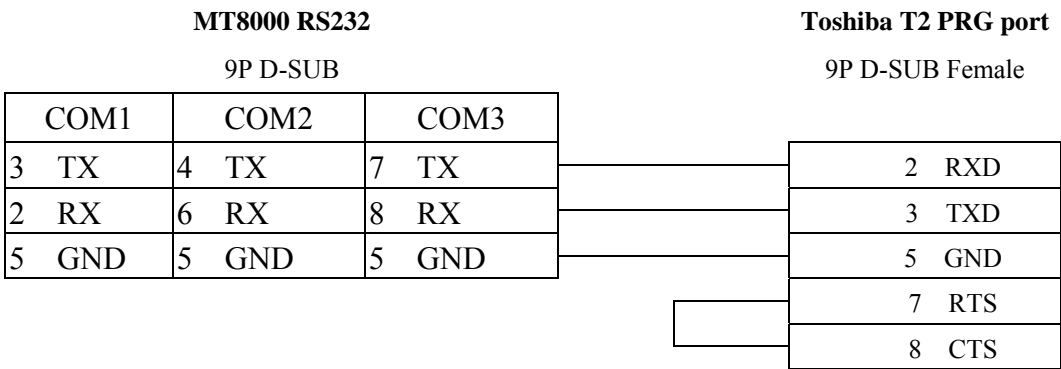 MT8000 RS232 Toshiba T2 PRG port
9P D-SUB 9P D-SUB Female
COM1 COM2 COM3
3 TX 4 TX 7 TX 2 RXD
2 RX 6 RX 8 RX 3 TXD
5 GND 5 GND 5 GND 5 GND
7 RTS
8 CTS